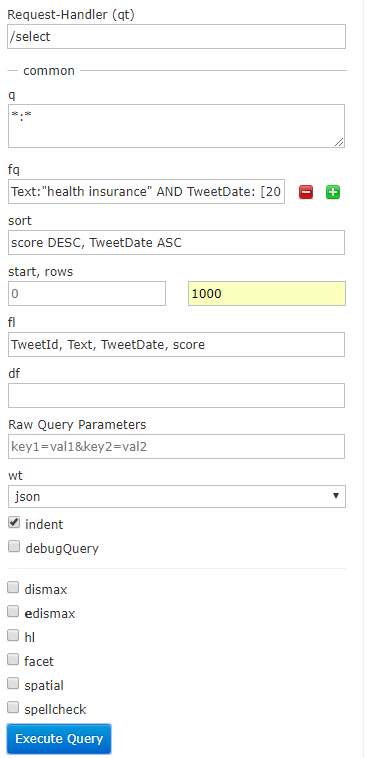 Request-Handler (qt)
/select
common
q
*:*
fq
Text:"health insurance" AND TweetDate: [20
sort
score DESC, TweetDate ASC
start, rows
0 1000
fl
TweetId, Text, TweetDate, score
df
Raw Query Parameters
key1=val1&key2=val2
wt
json
indent
debugQuery
dismax
edismax
hl
facet
spatial
spellcheck
Execute Query